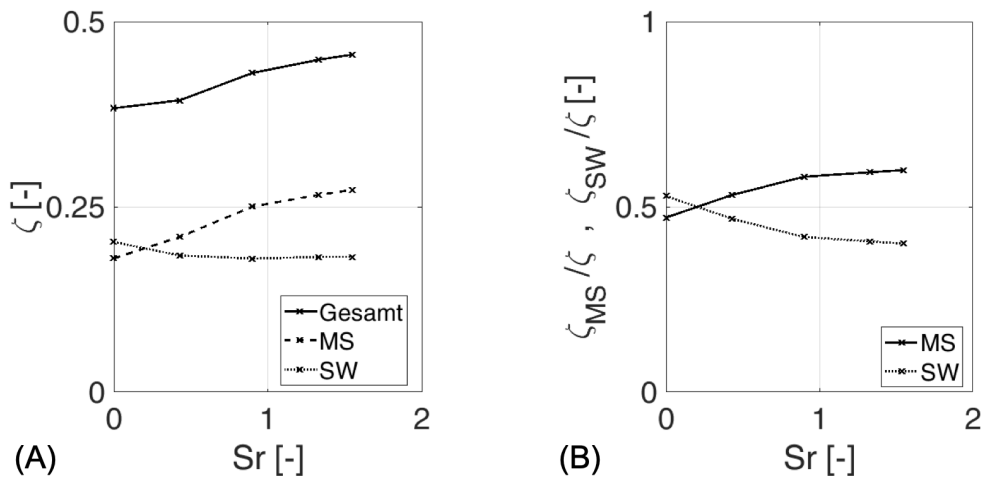 0.5
0.25
0
ζ [-]
Gesamt
MS
SW
0
1
2
Sr [-]
(A)
1
0.5
0
ζMS/ζ , ζSW/ζ [-]
MS
SW
0
1
2
Sr [-]
(B)